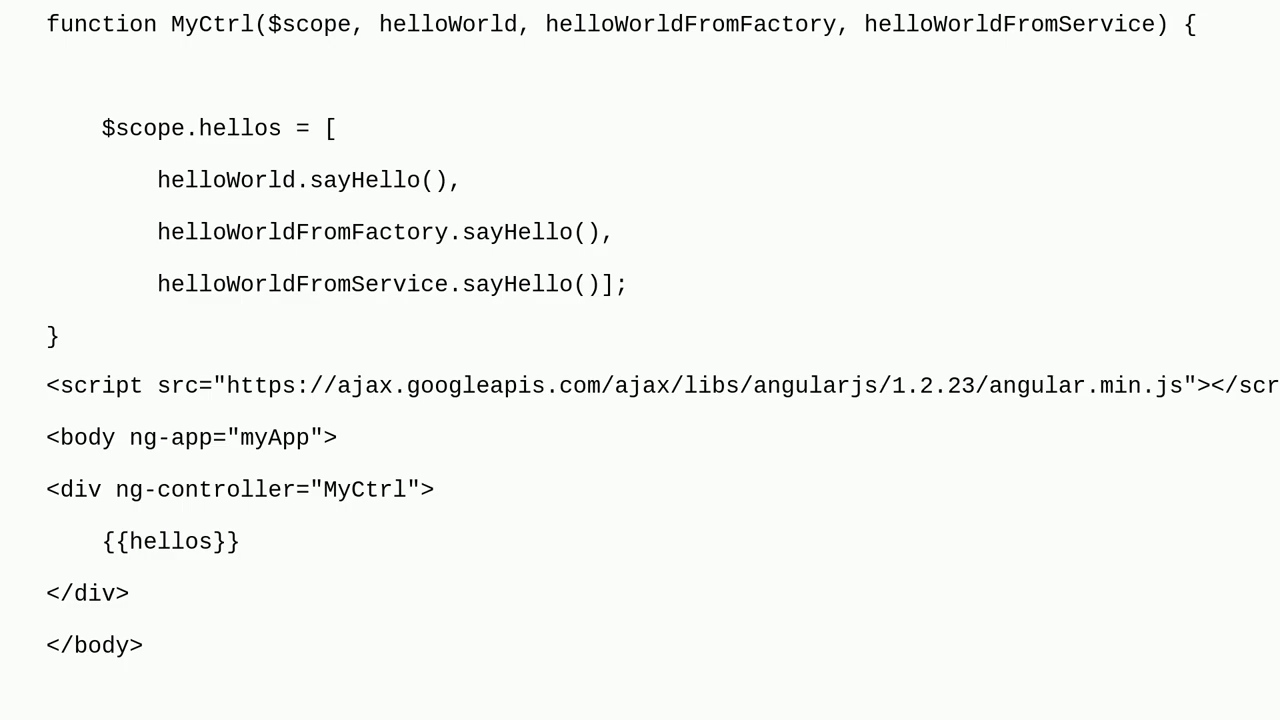 function MyCtrl($scope, helloWorld, helloWorldFromFactory, helloWorldFromService) {
$scope.hellos = [
helloWorld.sayHello(),
helloWorldFromFactory.sayHello(),
helloWorldFromService.sayHello()];
}
<script src="https://ajax.googleapis.com/ajax/libs/angularjs/1.2.23/angular.min.js"></scr
<body ng-app="myApp">
<div ng-controller="MyCtrl">
{{hellos}}
</div>
</body>